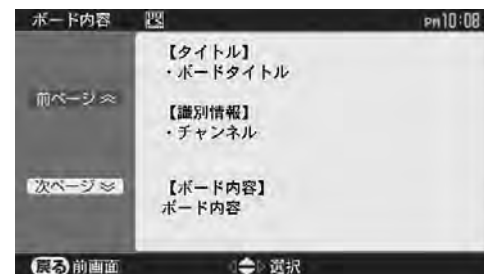 ボード内容 PM10:08
【タイトル】
・ボードタイトル
前ページ
【識別情報】
・チャンネル
次ページ
【ボード内容】
ボード内容
戻る 前画面 選択